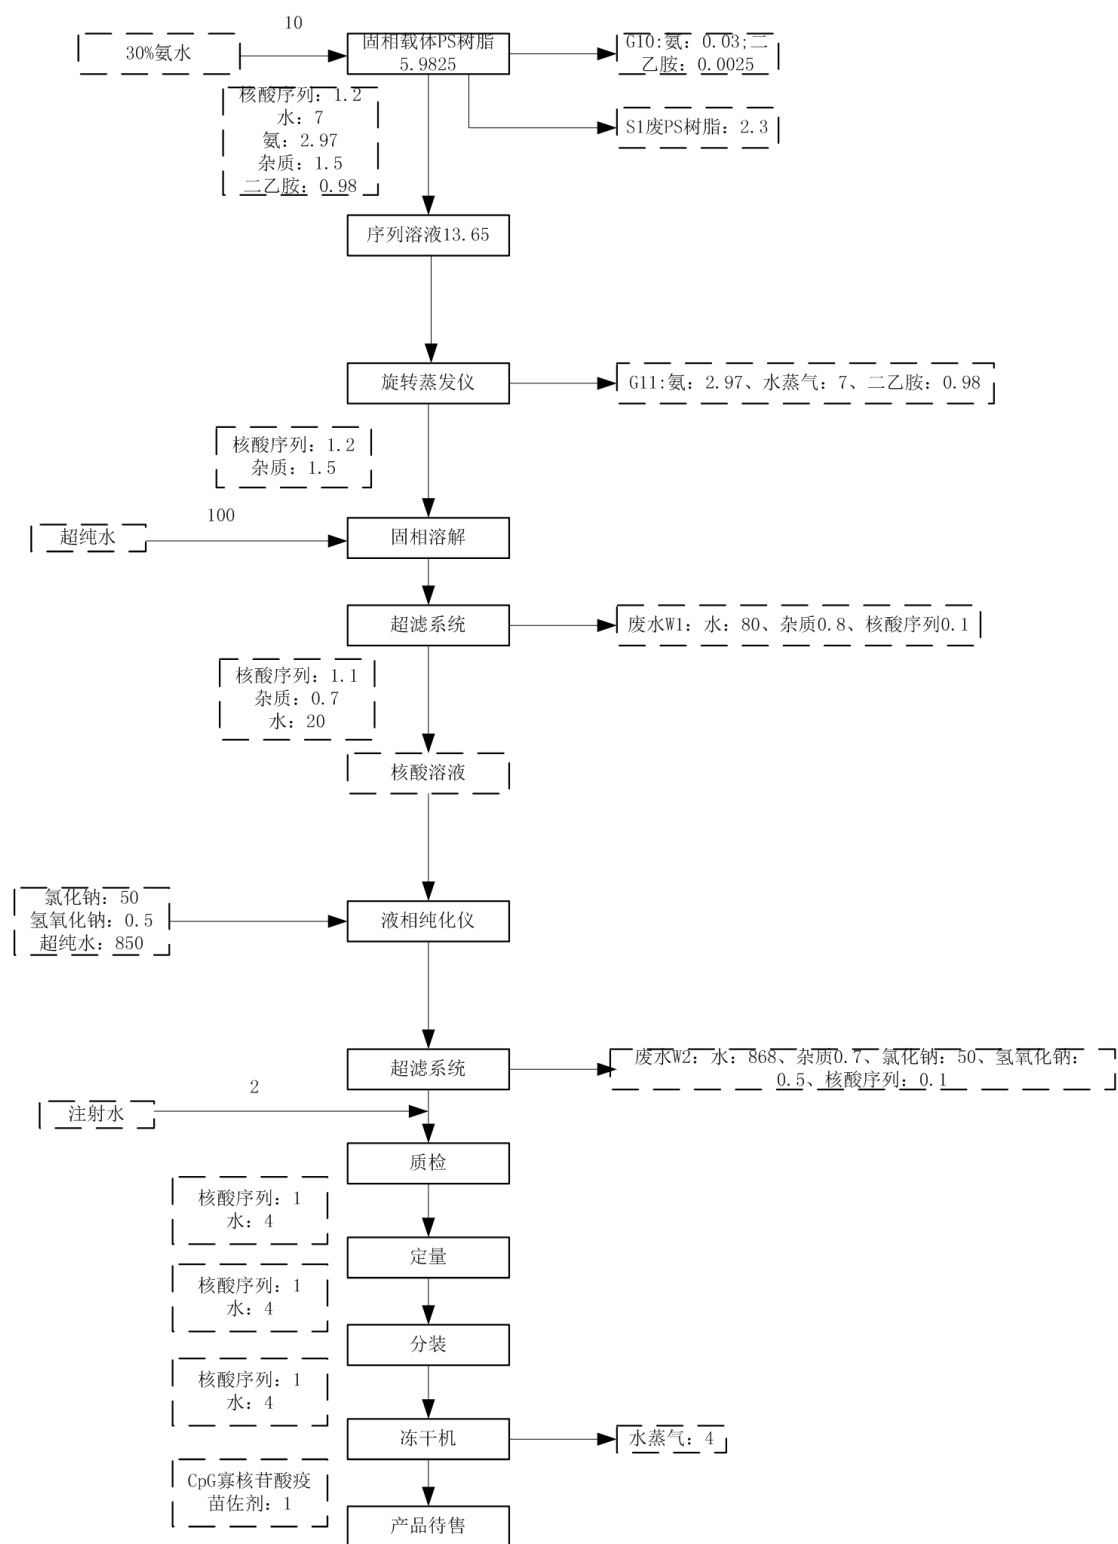 10
30%氨水
固相载体PS树脂
5.9825
G10:氨：0.03;二
乙胺：0.0025
核酸序列：1.2
水：7
氨：2.97
杂质：1.5
二乙胺：0.98
S1废PS树脂：2.3
序列溶液13.65
旋转蒸发仪
G11:氨：2.97、水蒸气：7、二乙胺：0.98
核酸序列：1.2
杂质：1.5
100
超纯水
固相溶解
超滤系统
废水W1：水：80、杂质0.8、核酸序列0.1
核酸序列：1.1
杂质：0.7
水：20
核酸溶液
氯化钠：50
氢氧化钠：0.5
超纯水：850
液相纯化仪
超滤系统
废水W2：水：868、杂质0.7、氯化钠：50、氢氧化钠：
0.5、核酸序列：0.1
2
注射水
质检
核酸序列：1
水：4
定量
核酸序列：1
水：4
分装
核酸序列：1
水：4
冻干机
水蒸气：4
CpG寡核苷酸疫
苗佐剂：1
产品待售